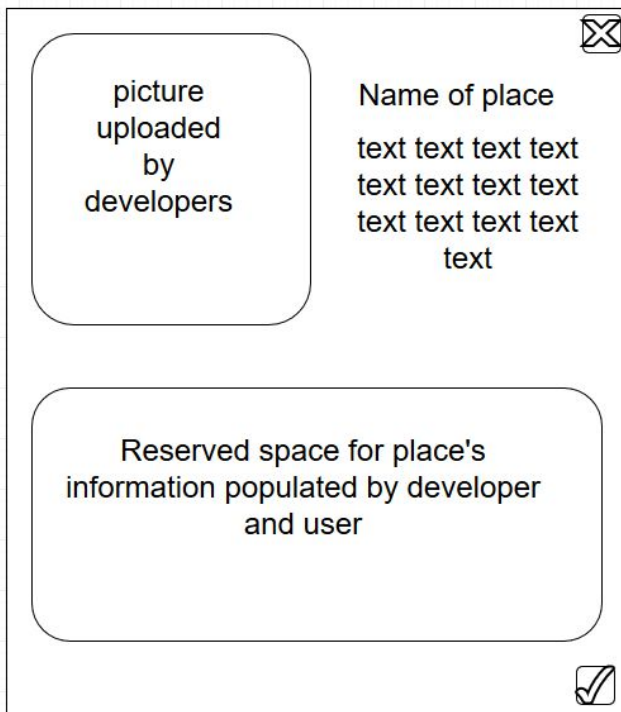 picture
uploaded
by
developers
Name of place
text text text text
text text text text
text text text text
text
Reserved space for place's
information populated by developer
and user